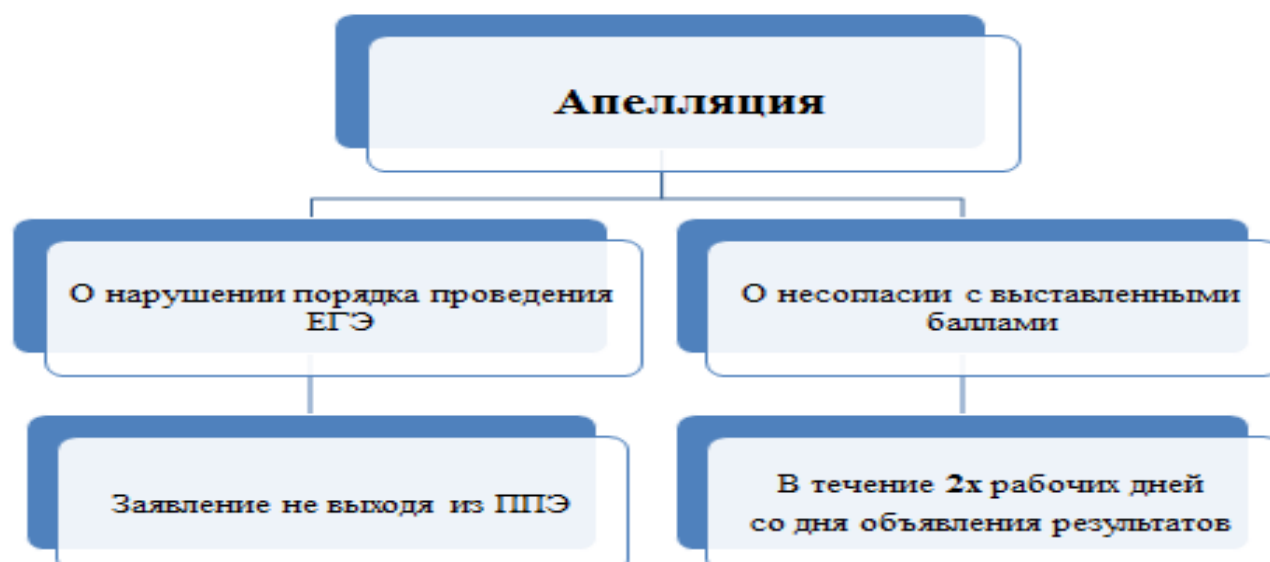 Апелляция
О нарушении порядка проведения
ЕГЭ
О несогласии с выставленными
баллами
Заявление не выходя из ППЭ
В течение 2х рабочих дней
со дня объявления результатов